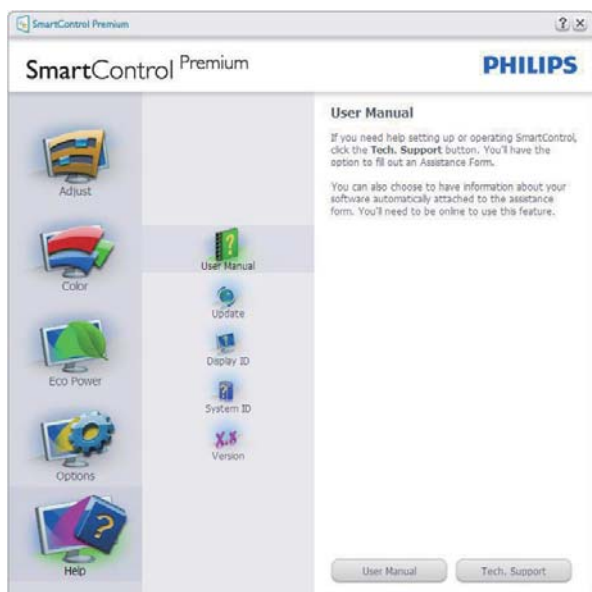 SmartControl Premium
SmartControl Premium
PHILIPS
Adjust
Color
Eco Power
Options
Help
User Manual
Update
Display ID
System ID
X.X
Version
User Manual
If you need help setting up or operating SmartControl,
click the Tech. Support button. You'll have the
option to fill out an Assistance Form.
You can also choose to have information about your
software automatically attached to the assistance
form. You'll need to be online to use this feature.
User Manual
Tech. Support